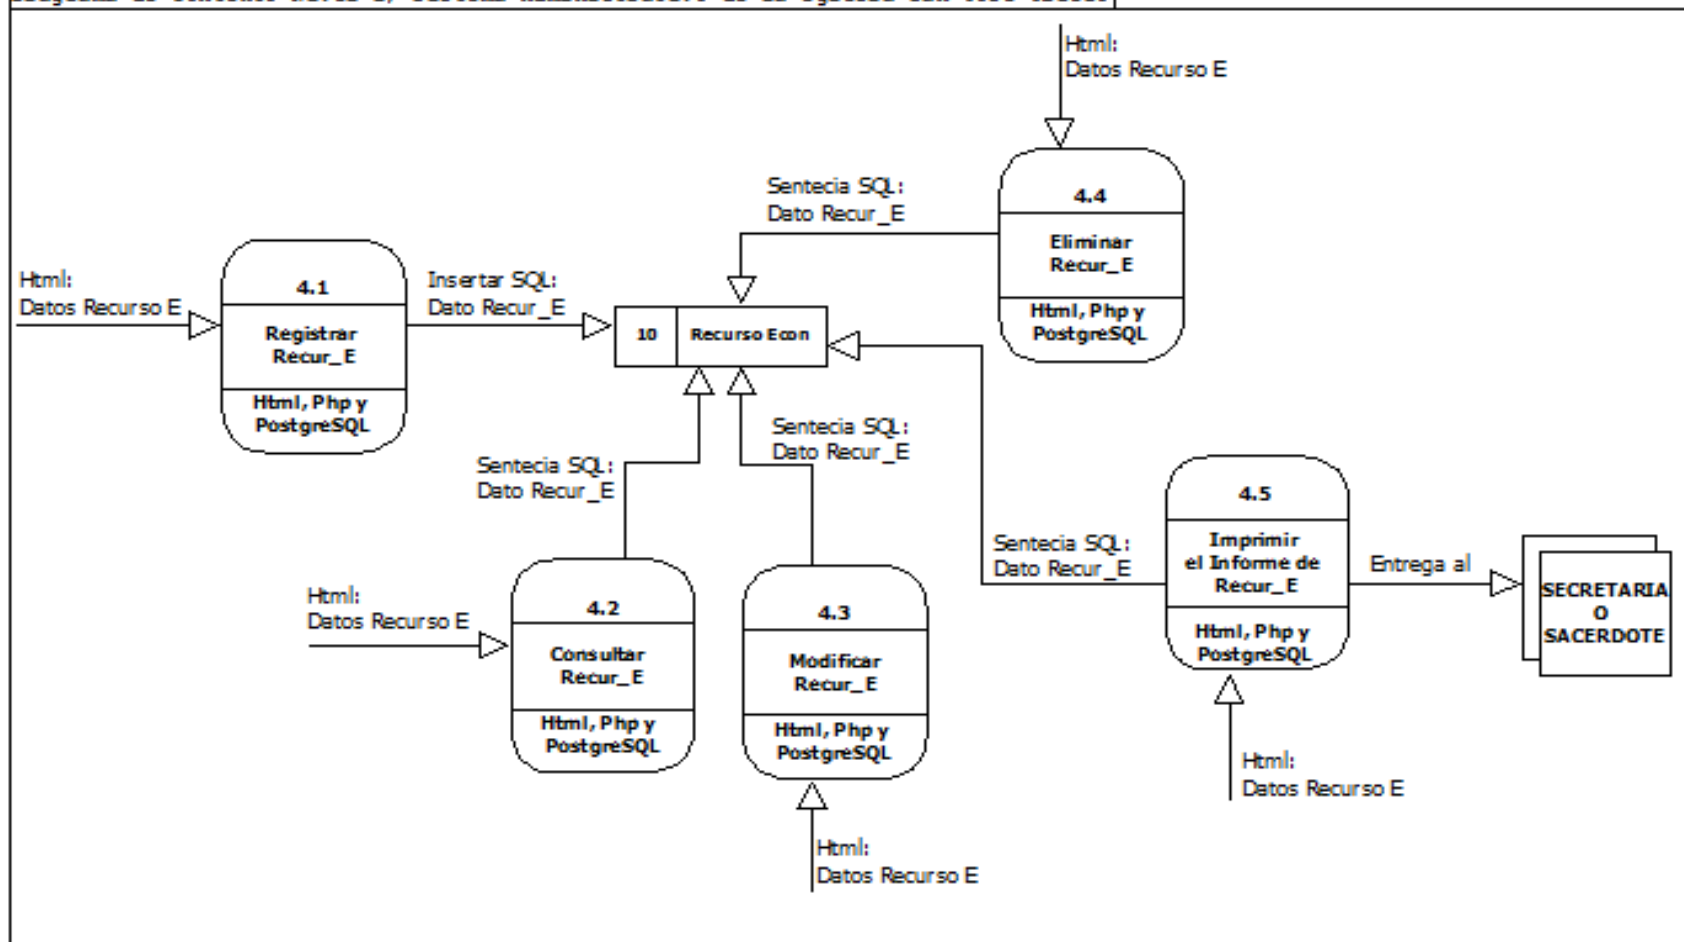 Html:
Datos Recurso E
4.4
Eliminar
Recur_E
Html, Php y
PostgreSQL
Sentecia SQL:
Dato Recur_E
Html:
Datos Recurso E
4.1
Registrar
Recur_E
Html, Php y
PostgreSQL
Insertar SQL:
Dato Recur_E
10
Recurso Econ
Sentecia SQL:
Dato Recur_E
Sentecia SQL:
Dato Recur_E
Html:
Datos Recurso E
4.2
Consultar
Recur_E
Html, Php y
PostgreSQL
4.3
Modificar
Recur_E
Html, Php y
PostgreSQL
Html:
Datos Recurso E
Sentecia SQL:
Dato Recur_E
4.5
Imprimir
el Informe de
Recur_E
Html, Php y
PostgreSQL
Entrega al
SECRETARIA
O
SACERDOTE
Html:
Datos Recurso E